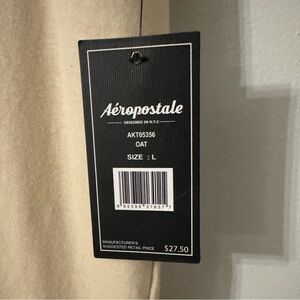 Aéropostale
DESIGNED IN N.Y.C
AKT05356
OAT
SIZE : L
MANUFACTURER'S
SUGGESTED RETAIL PRICE $27.50